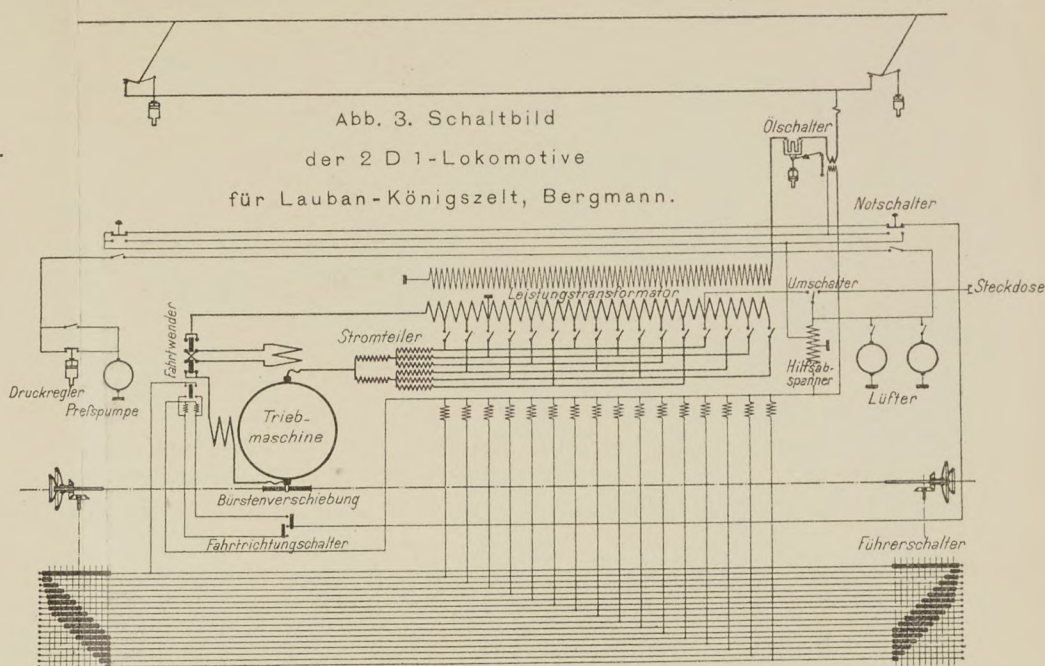 Abb. 3. Schaltbild
der 2 D 1-Lokomotive
für Lauban-Königszelt, Bergmann.
Ölschalter
Notschalter
Leistungstransformator
Umschalter
Steckdose
Fahrtwender
Stromteiler
Hilfsab-
spanner
Druckregler
Preſspumpe
Lüfter
Trieb-
maschine
Bürstenverschiebung
Fahrtrichtungschalter
Führerschalter